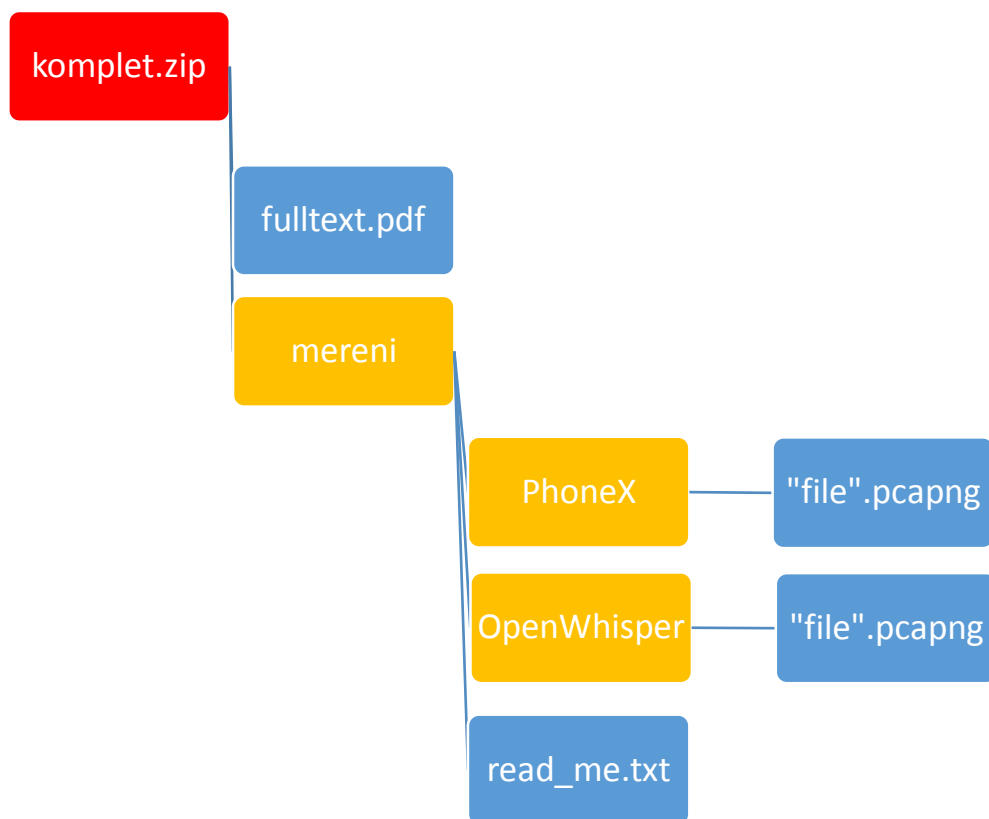 komplet.zip
fulltext.pdf
mereni
PhoneX
"file".pcapng
OpenWhisper
"file".pcapng
read_me.txt